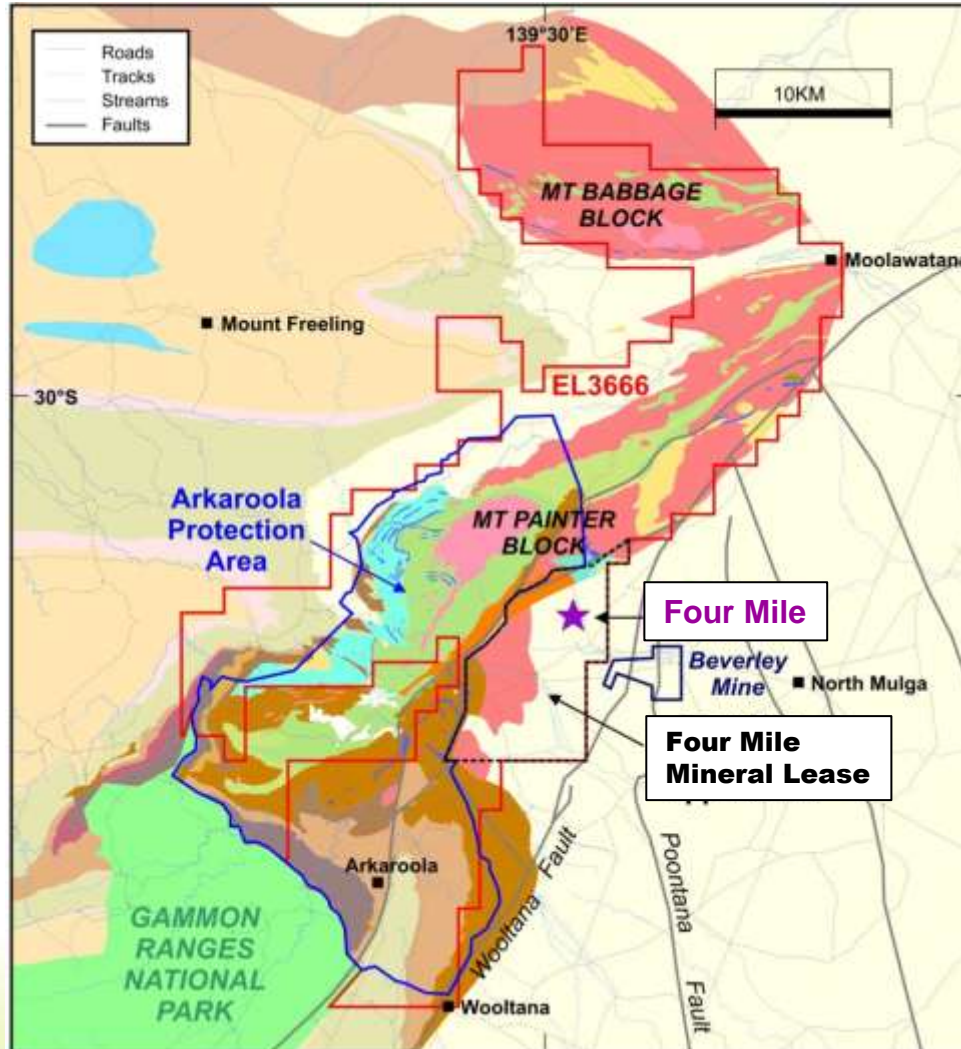 Roads
Tracks
Streams
Faults
139°30'E
10KM
MT BABBAGE
BLOCK
Moolawatana
Mount Freeling
EL3666
30°S
Arkaroola
Protection
Area
MT PAINTER
BLOCK
Four Mile
Beverley
Mine
North Mulga
Four Mile
Mineral Lease
Arkaroola
Wooltana Fault
Poontana
Fault
GAMMON
RANGES
NATIONAL
PARK
Wooltana